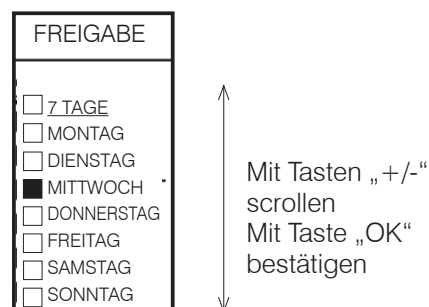 FREIGABE
7 TAGE
MONTAG
DIENSTAG
MITTWOCH
DONNERSTAG
FREITAG
SAMSTAG
SONNTAG
Mit Tasten „+/-“
scrollen
Mit Taste „OK“
bestätigen